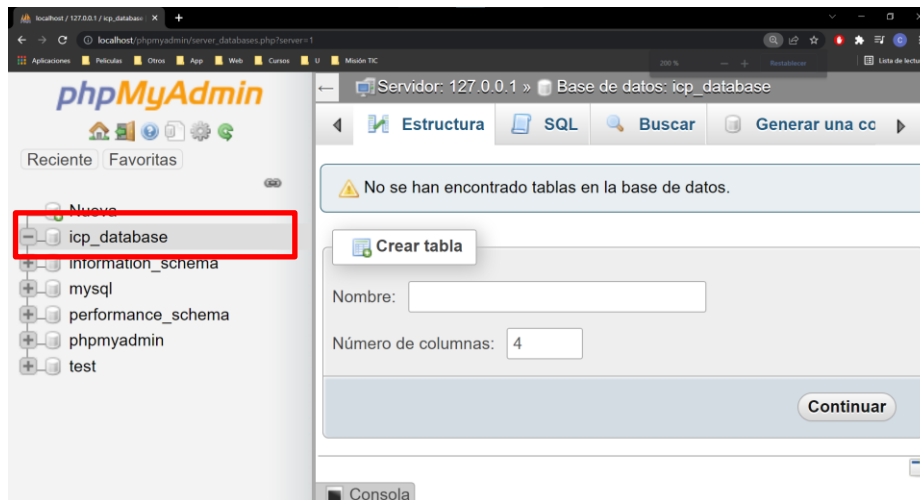 localhost / 127.0.0.1 / icp_database
localhost/phpmyadmin/server_databases.php?server=1
Aplicaciones Peliculas Otros App Web Cursos U Misión TIC
200 % Restablecer
Lista de lectu
phpMyAdmin
Reciente Favoritas
Nueva
icp_database
information_schema
mysql
performance_schema
phpmyadmin
test
Servidor: 127.0.0.1 » Base de datos: icp_database
Estructura SQL Buscar Generar una co
No se han encontrado tablas en la base de datos.
Crear tabla
Nombre:
Número de columnas: 4
Continuar
Consola